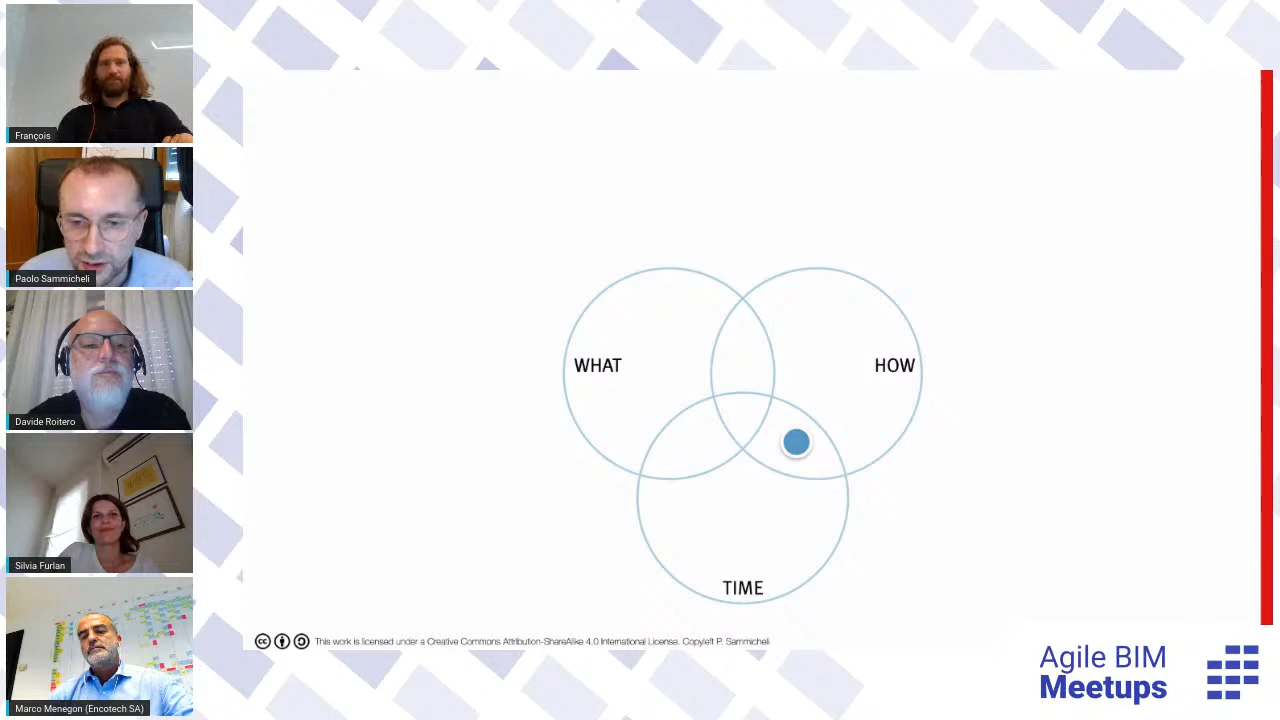 François
Paolo Sammicheli
Davide Roitero
Silvia Furlan
Marco Menegon (Encotech SA)
WHAT
HOW
TIME
This work is licensed under a Creative Commons Attribution-ShareAlike 4.0 International License. Copyleft P. Sammicheli
Agile BIM
Meetups